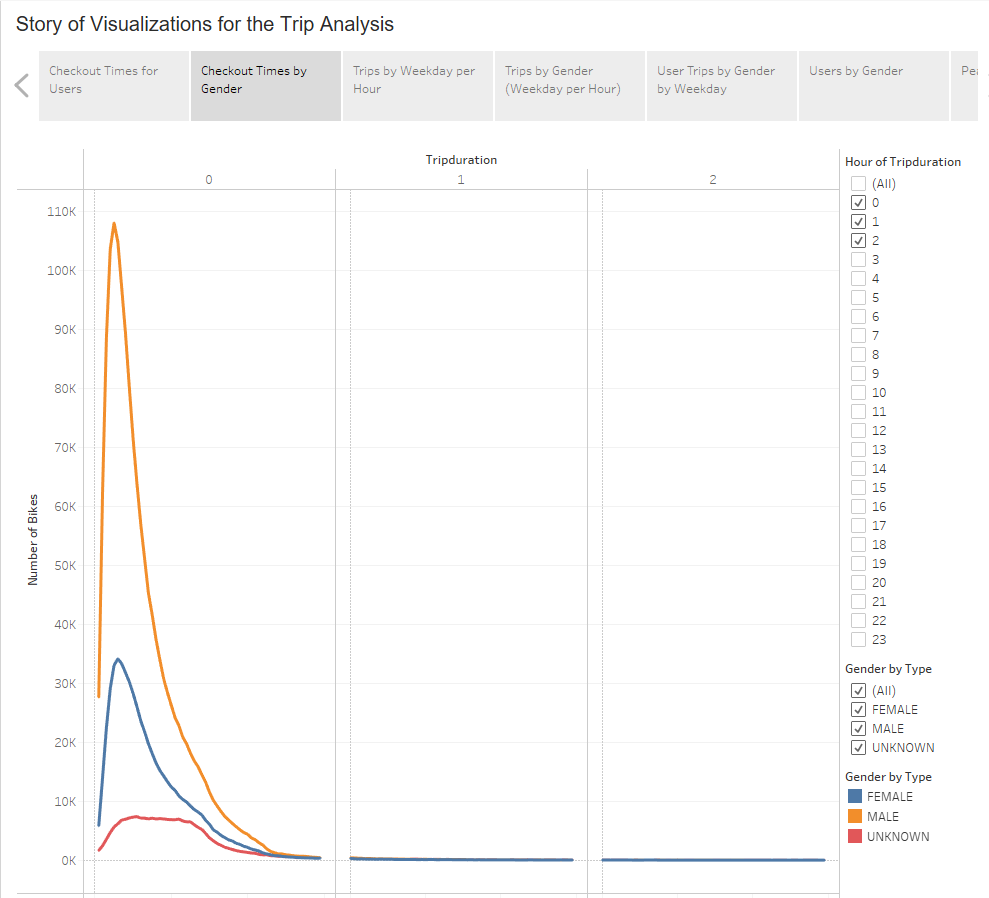 Story of Visualizations for the Trip Analysis
Checkout Times for
Users
Checkout Times by
Gender
Trips by Weekday per
Hour
Trips by Gender
(Weekday per Hour)
User Trips by Gender
by Weekday
Users by Gender
Tripduration
0
1
2
110K
100K
90K
80K
70K
60K
50K
40K
30K
20K
10K
0K
Number of Bikes
Hour of Tripduration
(All)
0
1
2
3
4
5
6
7
8
9
10
11
12
13
14
15
16
17
18
19
20
21
22
23
Gender by Type
(All)
FEMALE
MALE
UNKNOWN
Gender by Type
FEMALE
MALE
UNKNOWN